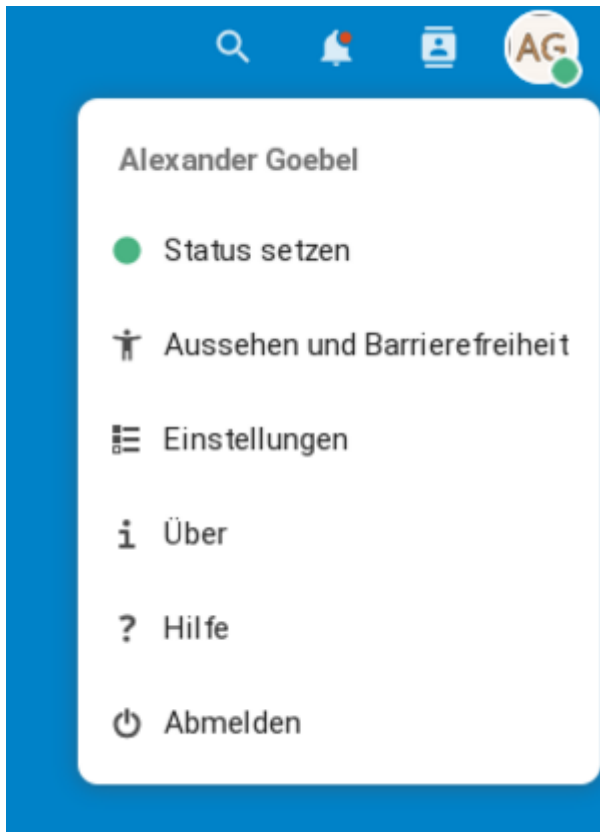 AG
Alexander Goebel
Status setzen
Aussehen und Barrierefreiheit
Einstellungen
Über
Hilfe
Abmelden